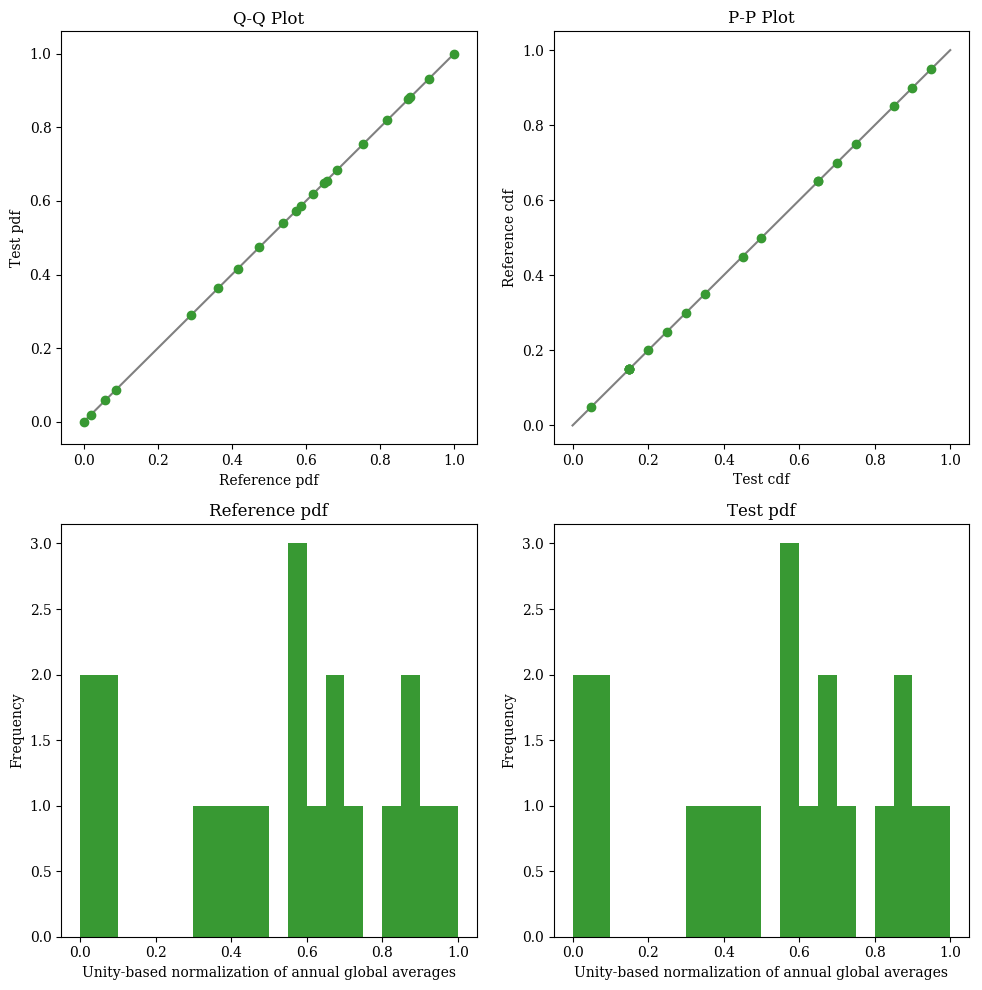 Q-Q Plot
1.0
0.8
0.6
0.4
0.2
0.0
Test pdf
0.0 0.2 0.4 0.6 0.8 1.0
Reference pdf
P-P Plot
1.0
0.8
0.6
0.4
0.2
0.0
Reference cdf
0.0 0.2 0.4 0.6 0.8 1.0
Test cdf
Reference pdf
3.0
2.5
2.0
1.5
1.0
0.5
0.0
Frequency
0.0 0.2 0.4 0.6 0.8 1.0
Unity-based normalization of annual global averages
Test pdf
3.0
2.5
2.0
1.5
1.0
0.5
0.0
Frequency
0.0 0.2 0.4 0.6 0.8 1.0
Unity-based normalization of annual global averages